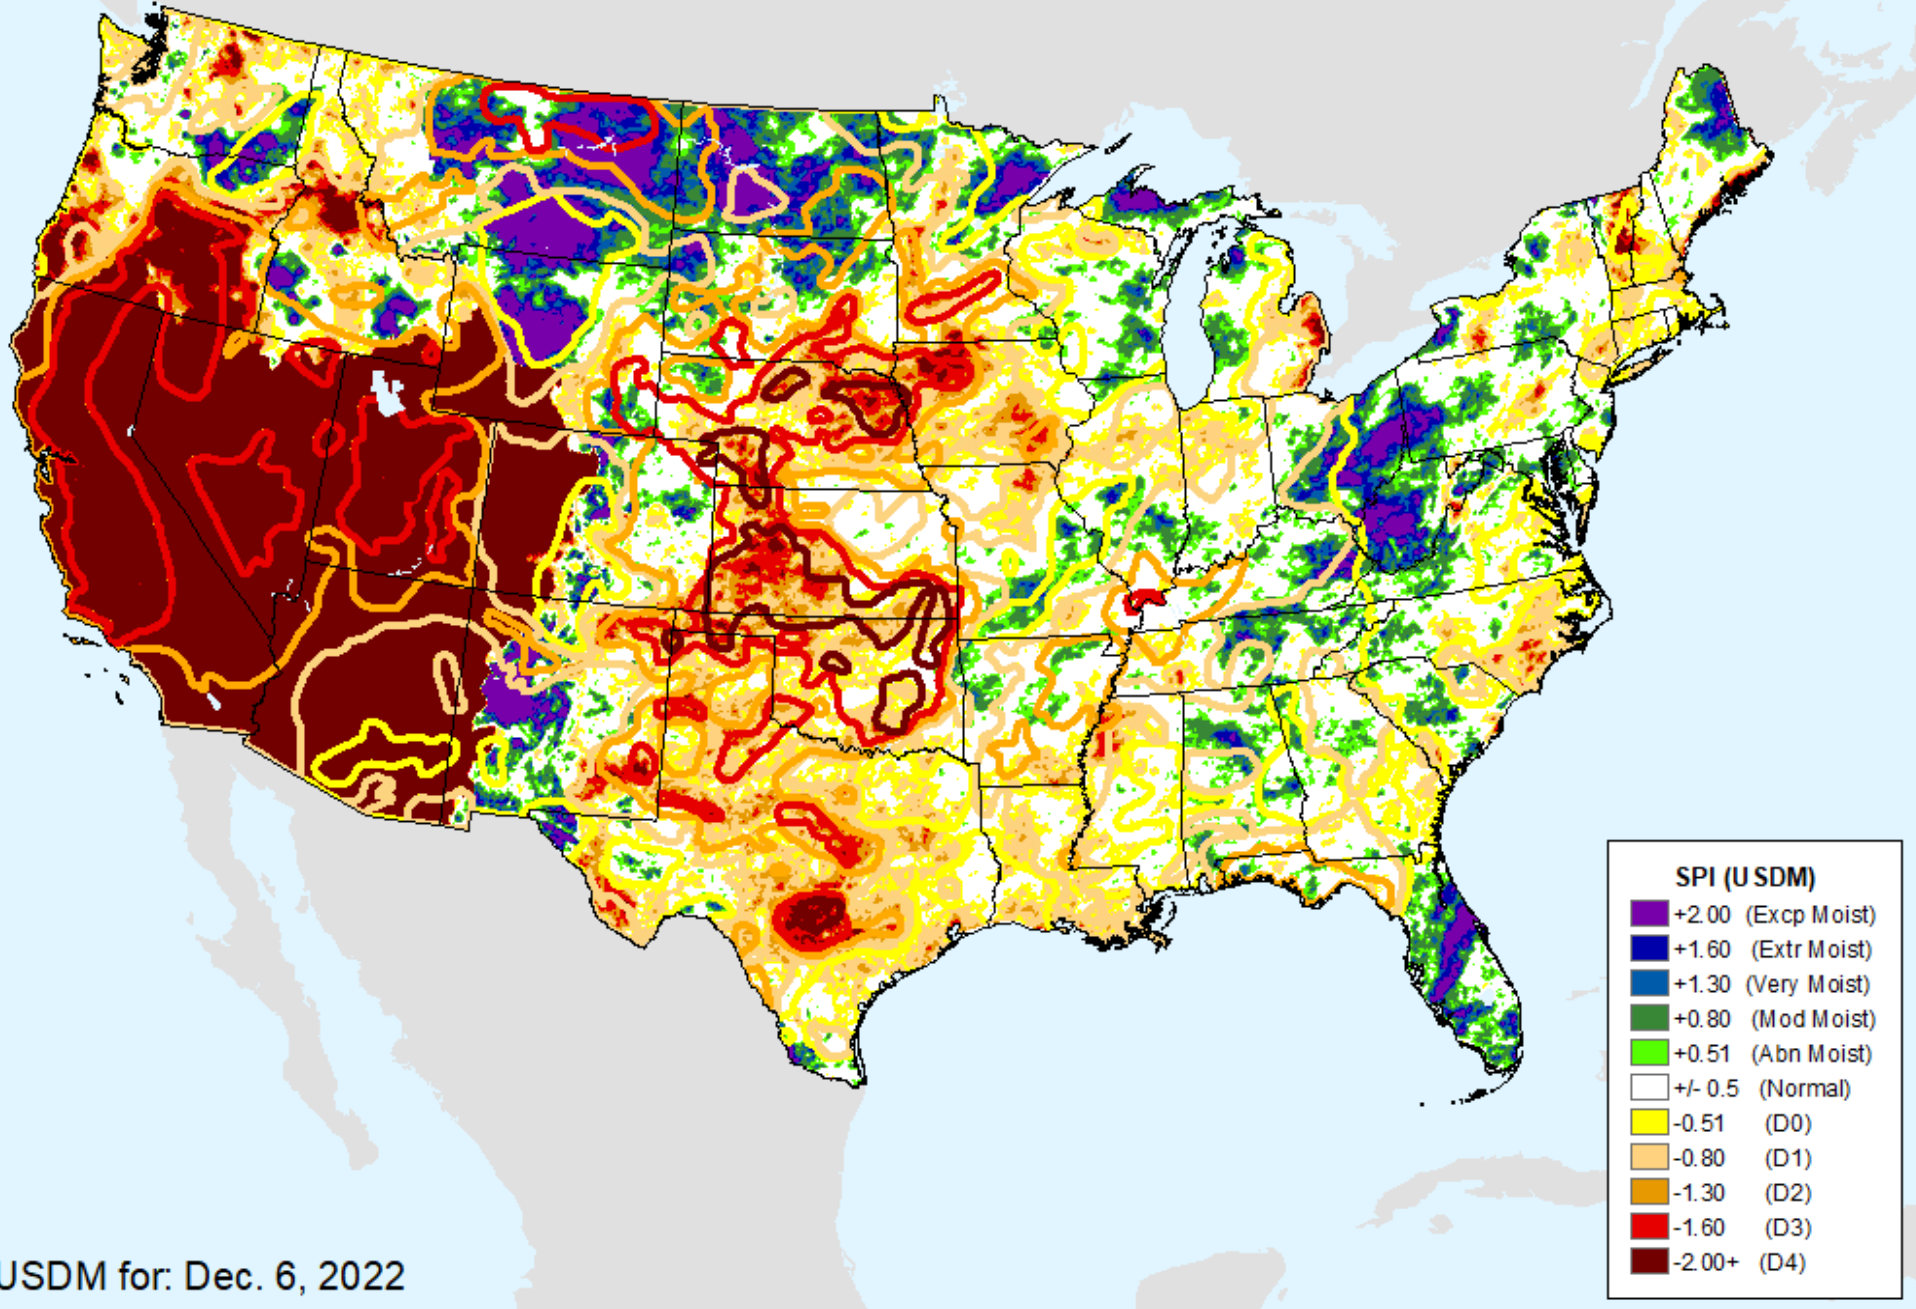 SPI (USDM)
+2.00 (Excp Moist)
+1.60 (Extr Moist)
+1.30 (Very Moist)
+0.80 (Mod Moist)
+0.51 (Abn Moist)
+/- 0.5 (Normal)
-0.51 (D0)
-0.80 (D1)
-1.30 (D2)
-1.60 (D3)
-2.00+ (D4)
USDM for: Dec. 6, 2022